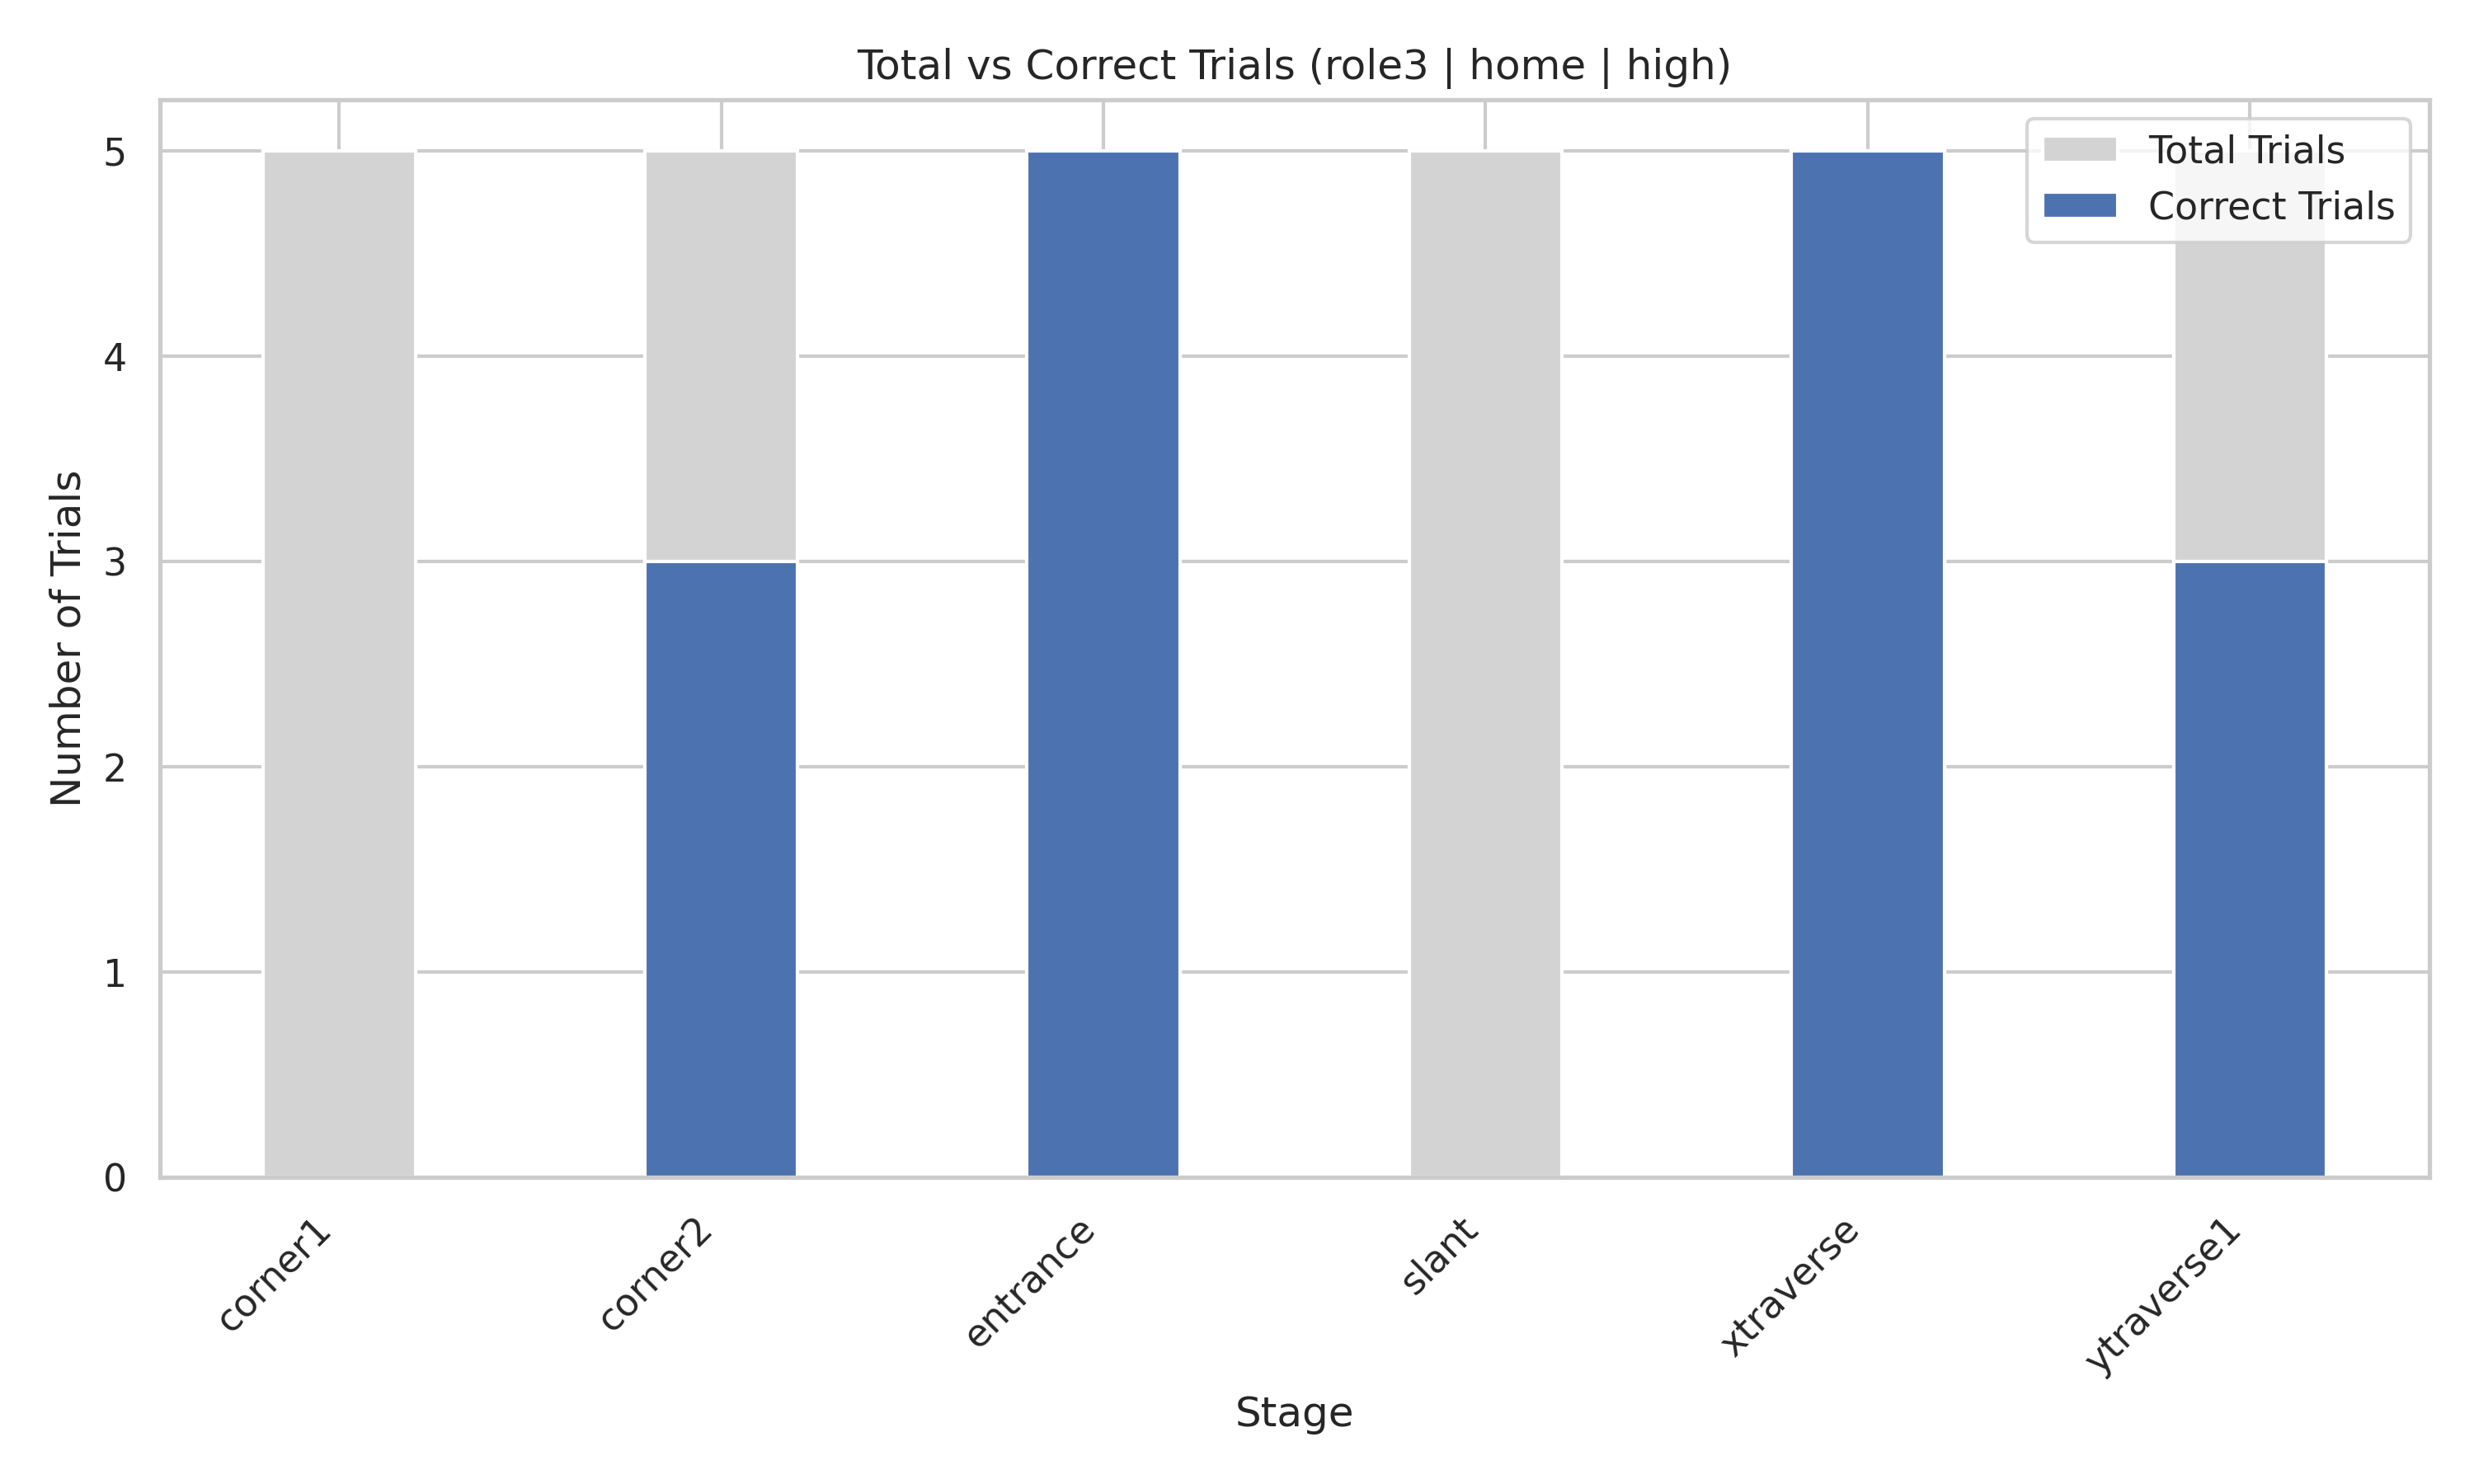 Total vs Correct Trials (role3 | home | high)
Total Trials
Correct Trials
Number of Trials
5
4
3
2
1
0
corner1
corner2
entrance
slant
xtraverse
ytraverse1
Stage